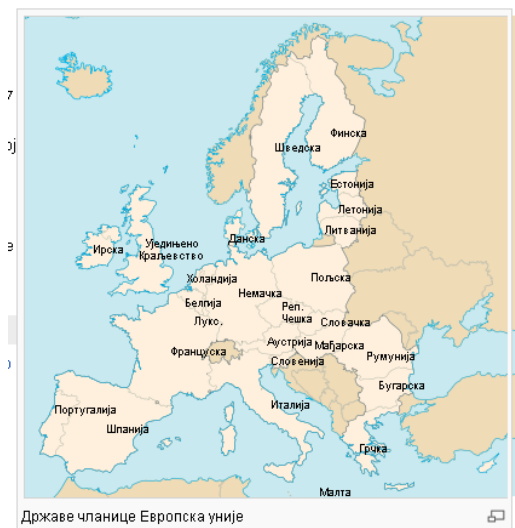 Финска
Шведска
Естонија
Летонија
Литванија
Данска
Ирска
Уједињено
Краљевство
Холандија
Пољска
Немачка
Белгија
Реп.
Чешка
Лукс.
Словачка
Аустрија
Мађарска
Француска
Словенија
Румунија
Бугарска
Италија
Португалија
Шпанија
Грчка
Малта
Државе чланице Европска уније